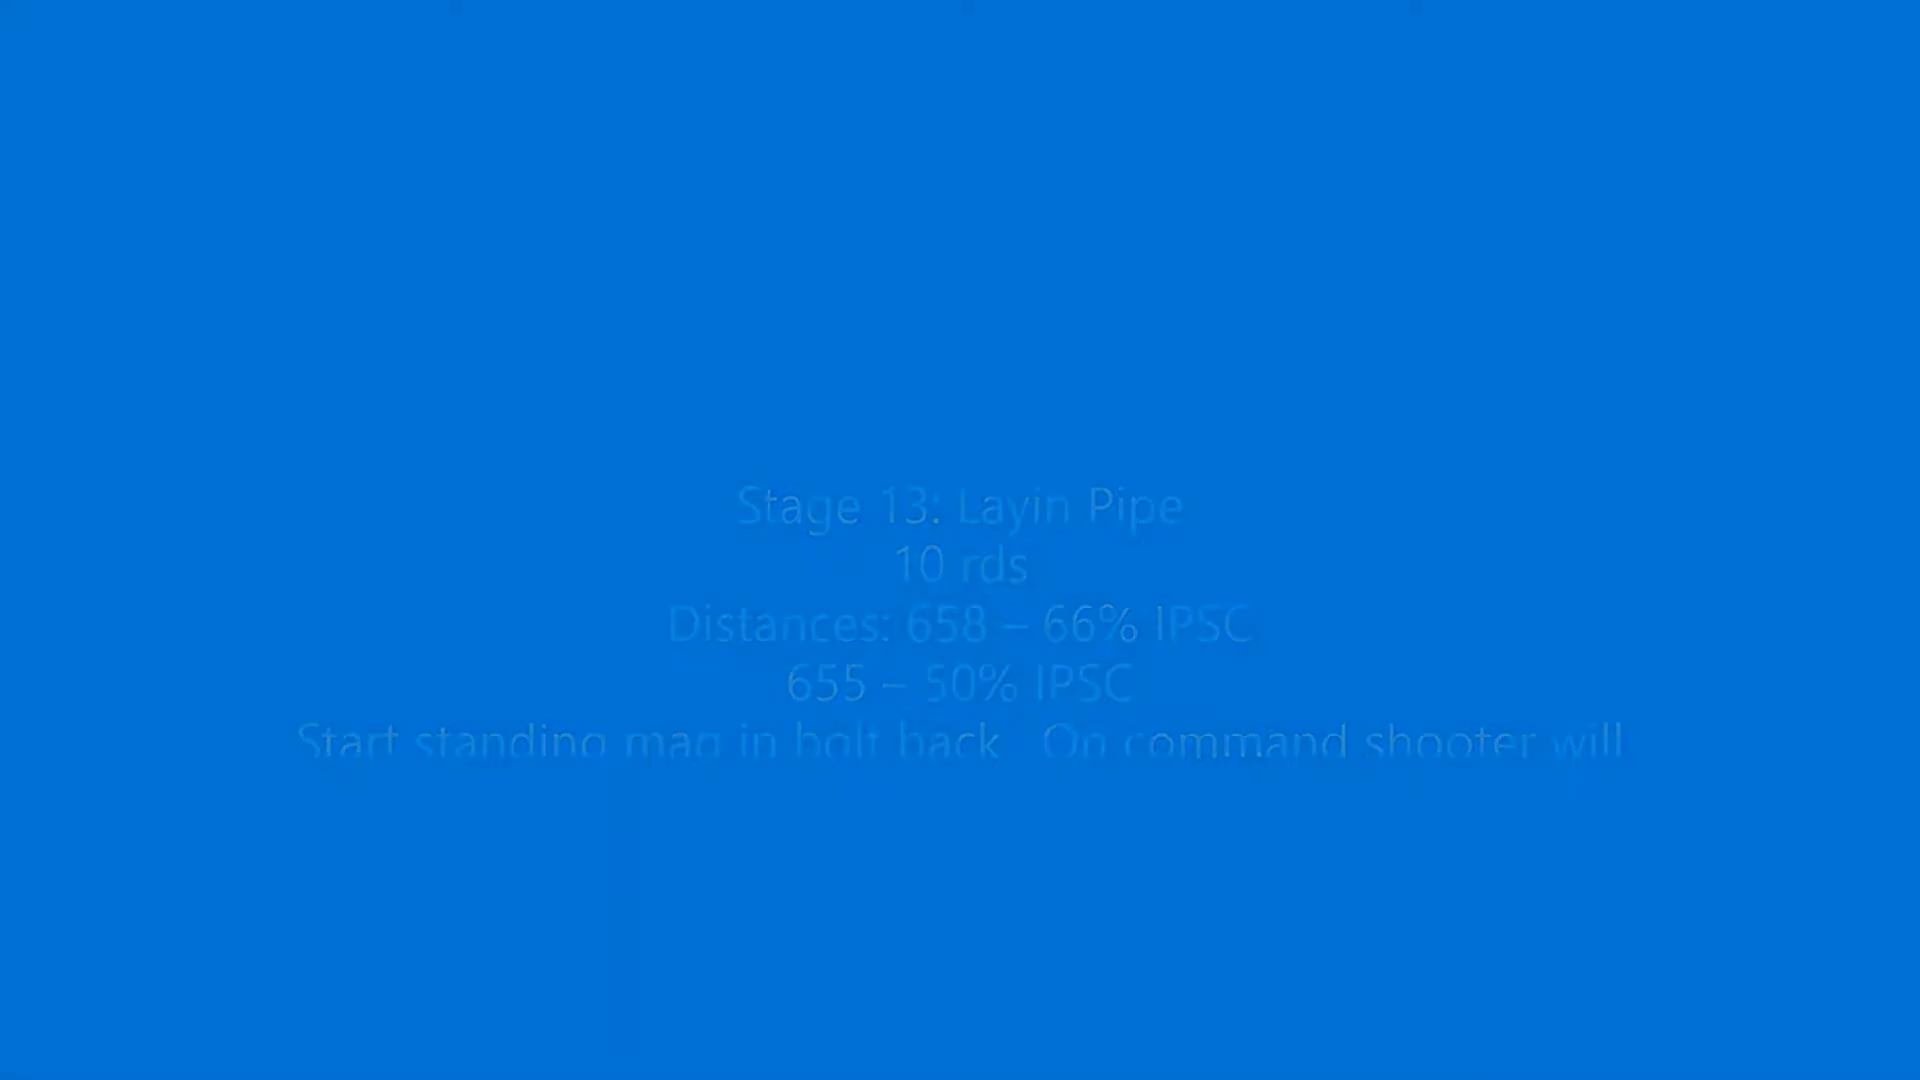 Stage 13: Layin Pipe
10 rds
Distances: 658 – 66% IPSC
655 – 50% IPSC
Start standing mag in bolt back. On command shooter will